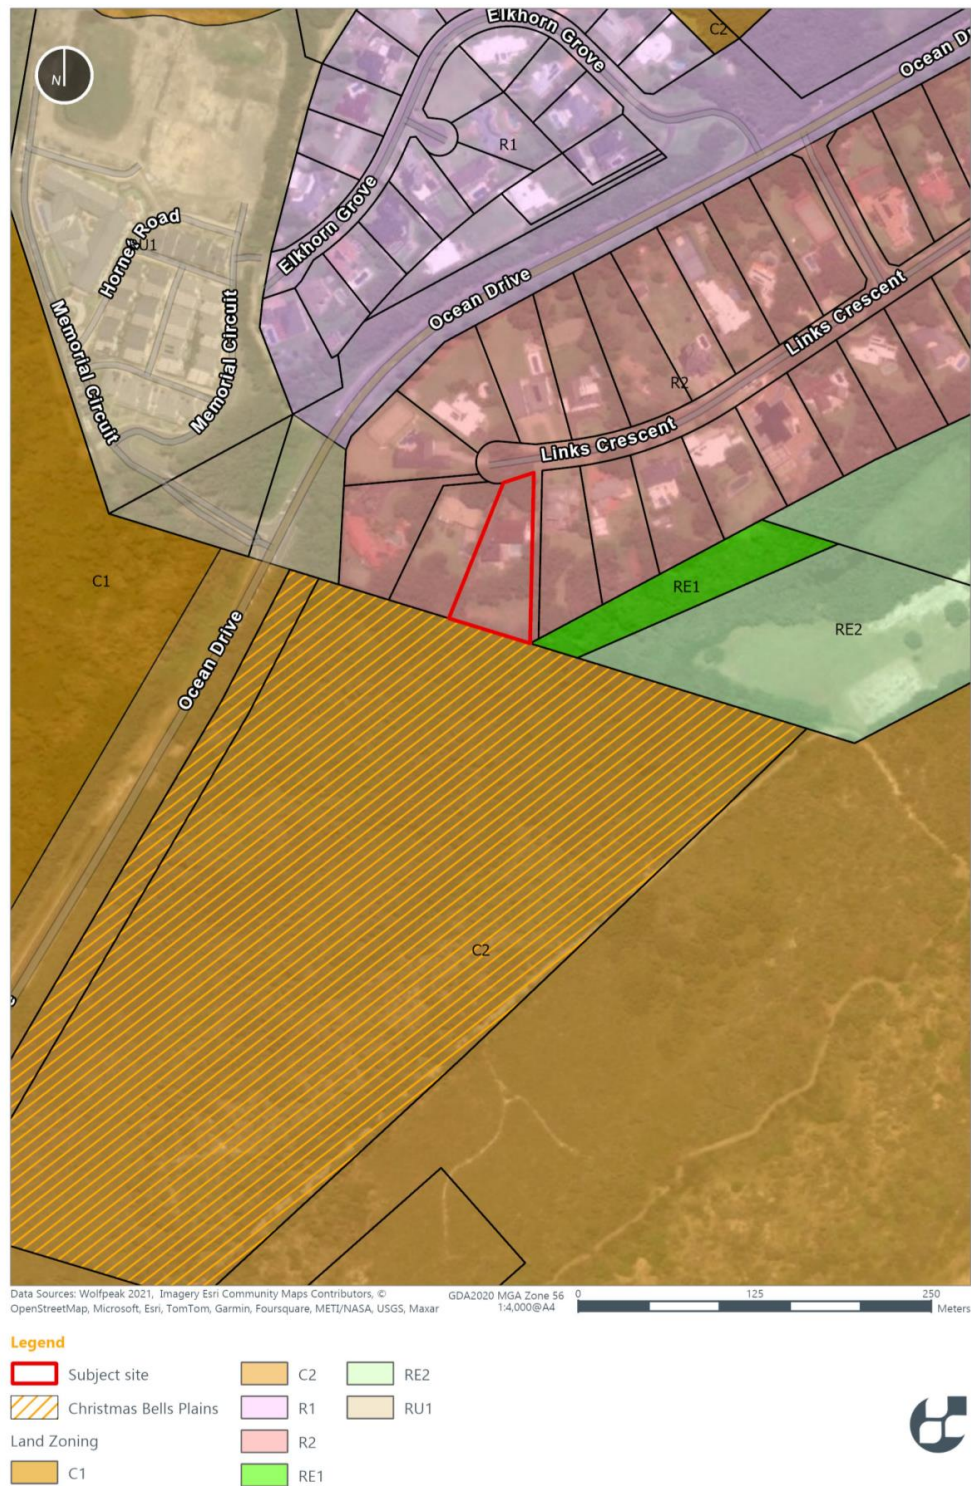 Elkhorn Grove
C2
Ocean Dr
N
R1
Elkhorn Grove
Horne Road
RU1
Ocean Drive
Links Crescent
Memorial Circuit
Memorial Circuit
R2
Links Crescent
C1
RE1
RE2
Ocean Drive
C2
Data Sources: Wolfpeak 2021, Imagery Esri Community Maps Contributors, ©
OpenStreetMap, Microsoft, Esri, TomTom, Garmin, Foursquare, METI/NASA, USGS, Maxar
GDA2020 MGA Zone 56
1:4,000@A4
0 125 250
Meters
Legend
Subject site
Christmas Bells Plains
Land Zoning
C1
C2
R1
R2
RE1
RE2
RU1